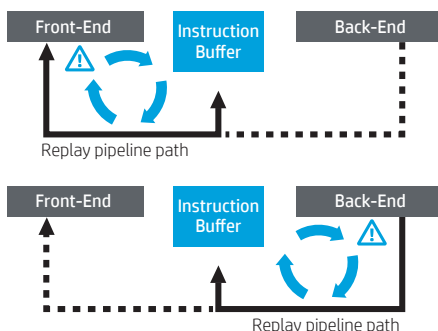 Front-End
Instruction
Buffer
Back-End
Replay pipeline path
Front-End
Instruction
Buffer
Back-End
Replay pipeline path